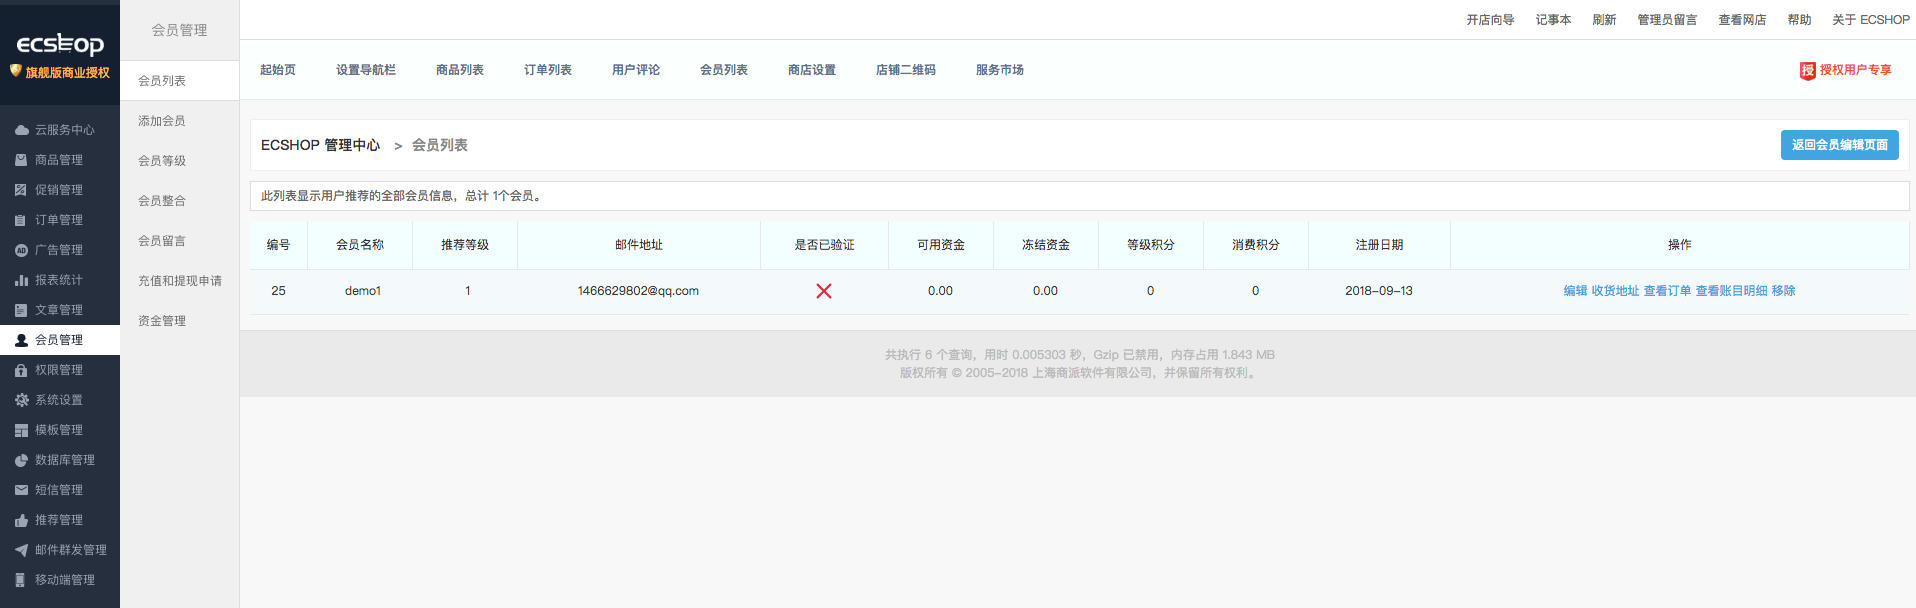 ecshop
旗舰版商业授权
云服务中心
商品管理
促销管理
订单管理
广告管理
报表统计
文章管理
会员管理
权限管理
系统设置
模板管理
数据库管理
短信管理
推荐管理
邮件群发管理
移动端管理
会员管理
会员列表
添加会员
会员等级
会员整合
会员留言
充值和提现申请
资金管理
开店向导 记事本 刷新 管理员留言 查看网店 帮助 关于 ECSHOP
起始页 设置导航栏 商品列表 订单列表 用户评论 会员列表 商店设置 店铺二维码 服务市场 授 授权用户专享
ECSHOP 管理中心 > 会员列表 返回会员编辑页面
此列表显示用户推荐的全部会员信息，总计 1个会员。
编号 会员名称 推荐等级 邮件地址 是否已验证 可用资金 冻结资金 等级积分 消费积分 注册日期 操作
25 demo1 1 1466629802@qq.com 0.00 0.00 0 0 2018-09-13 编辑 收货地址 查看订单 查看账目明细 移除
共执行 6 个查询，用时 0.005303 秒，Gzip 已禁用，内存占用 1.843 MB
版权所有 © 2005-2018 上海商派软件有限公司，并保留所有权利。